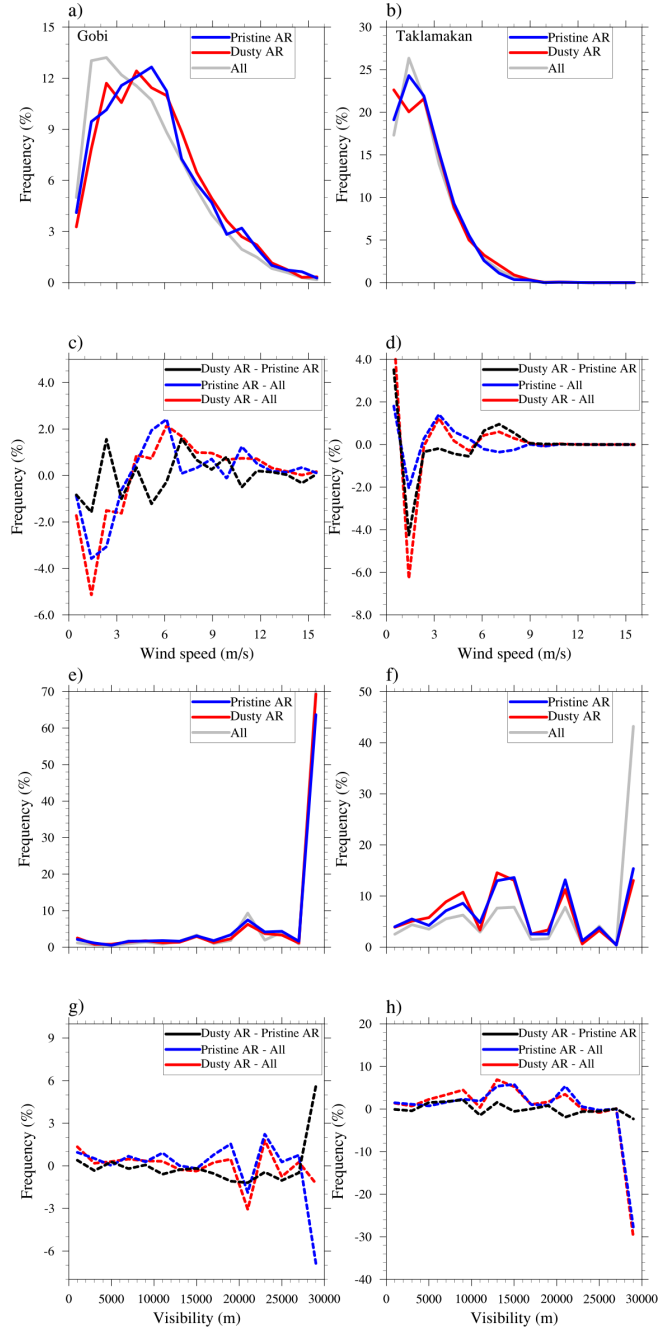 a)
Gobi
Pristine AR
Dusty AR
All
Frequency (%)
15
12
9
6
3
0
b)
Taklamakan
Pristine AR
Dusty AR
All
Frequency (%)
30
25
20
15
10
5
0
c)
Dusty AR - Pristine AR
Pristine AR - All
Dusty AR - All
Frequency (%)
4.0
2.0
0.0
-2.0
-4.0
-6.0
0 3 6 9 12 15
Wind speed (m/s)
d)
Dusty AR - Pristine AR
Pristine - All
Dusty AR - All
Frequency (%)
4.0
2.0
0.0
-2.0
-4.0
-6.0
-8.0
0 3 6 9 12 15
Wind speed (m/s)
e)
Pristine AR
Dusty AR
All
Frequency (%)
70
60
50
40
30
20
10
0
f)
Pristine AR
Dusty AR
All
Frequency (%)
50
40
30
20
10
0
g)
Dusty AR - Pristine AR
Pristine AR - All
Dusty AR - All
Frequency (%)
9
6
3
0
-3
-6
0 5000 10000 15000 20000 25000 30000
Visibility (m)
h)
Dusty AR - Pristine AR
Pristine AR - All
Dusty AR - All
Frequency (%)
20
10
0
-10
-20
-30
-40
0 5000 10000 15000 20000 25000 30000
Visibility (m)